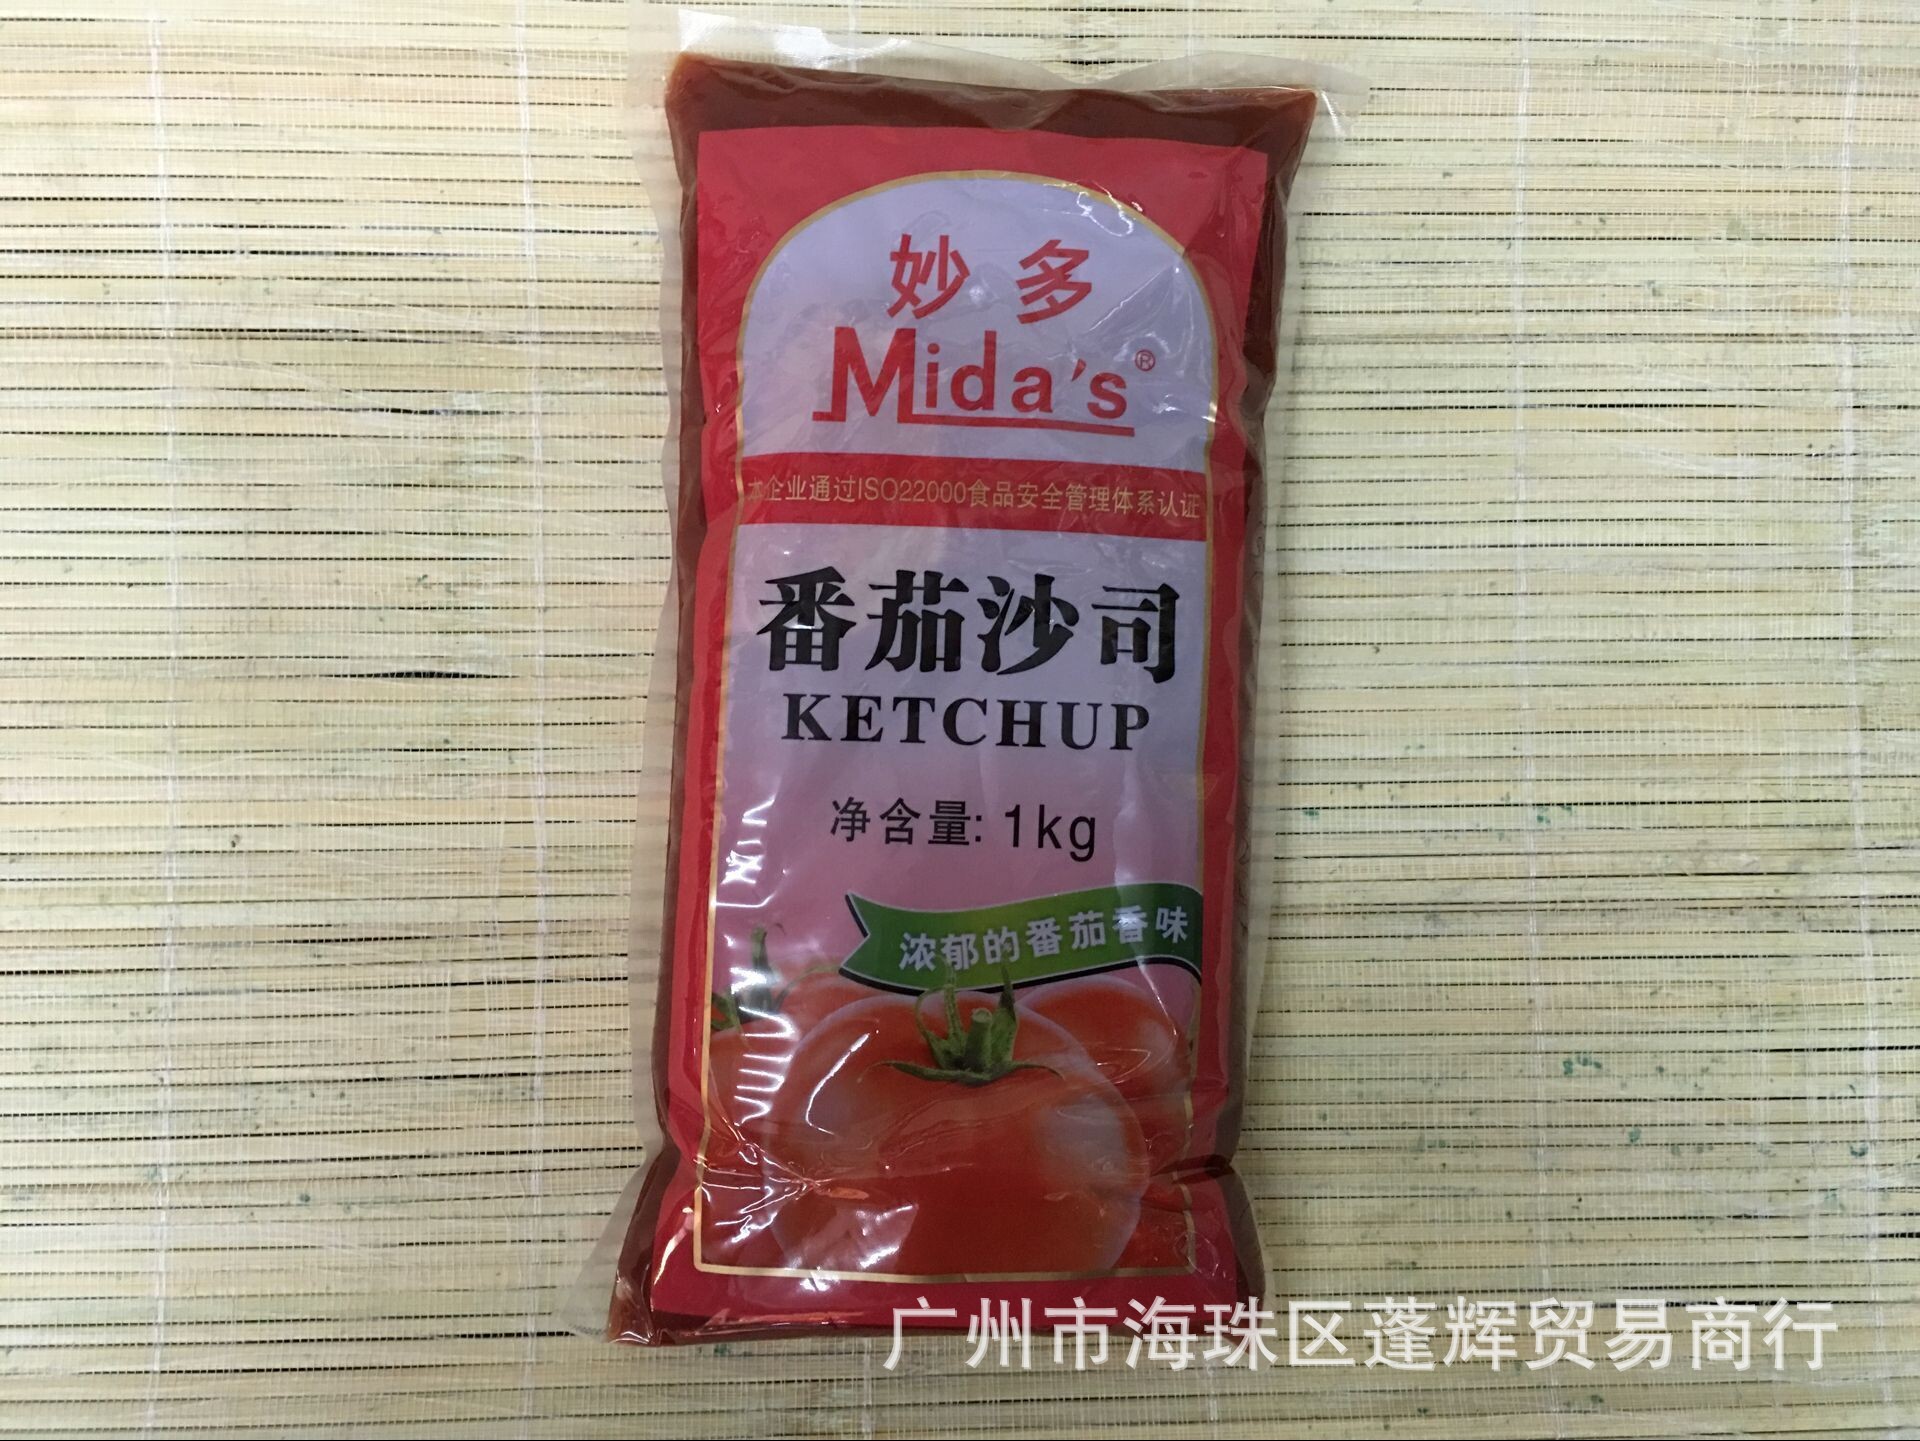 妙多
Mida's®
本企业通过ISO22000食品安全管理体系认证
番茄沙司
KETCHUP
净含量: 1kg
浓郁的番茄香味
广州市海珠区蓬辉贸易商行